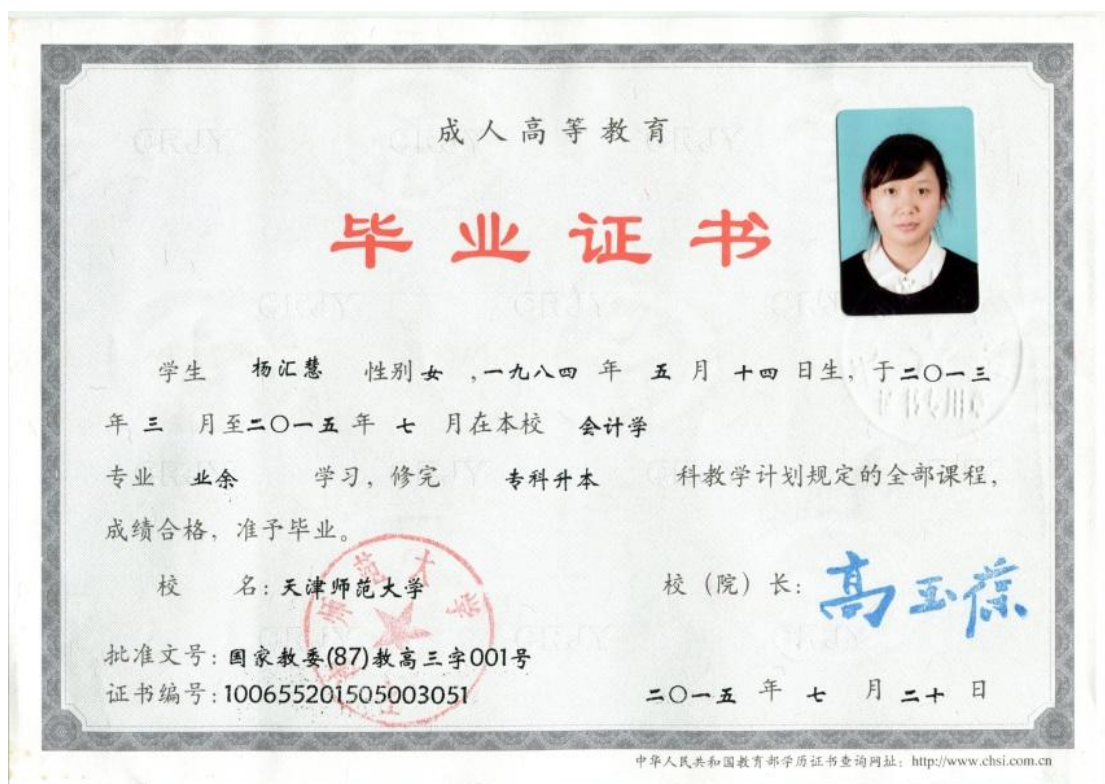 成人高等教育
毕业证书
学生 杨汇慧 性别 女 ,一九八四 年 五 月 十四 日生, 于二〇一三
年 三 月至二〇一五 年 七 月在本校 会计学
专业 业余 学习, 修完 专科升本 科教学计划规定的全部课程,
成绩合格, 准予毕业。
校 名: 天津师范大学
校 (院) 长: 高玉葆
批准文号: 国家教委(87)教高三字001号
证书编号: 100655201505003051
二〇一五 年 七 月 二十 日
中华人民共和国教育部学历证书查询网址: http://www.chsi.com.cn